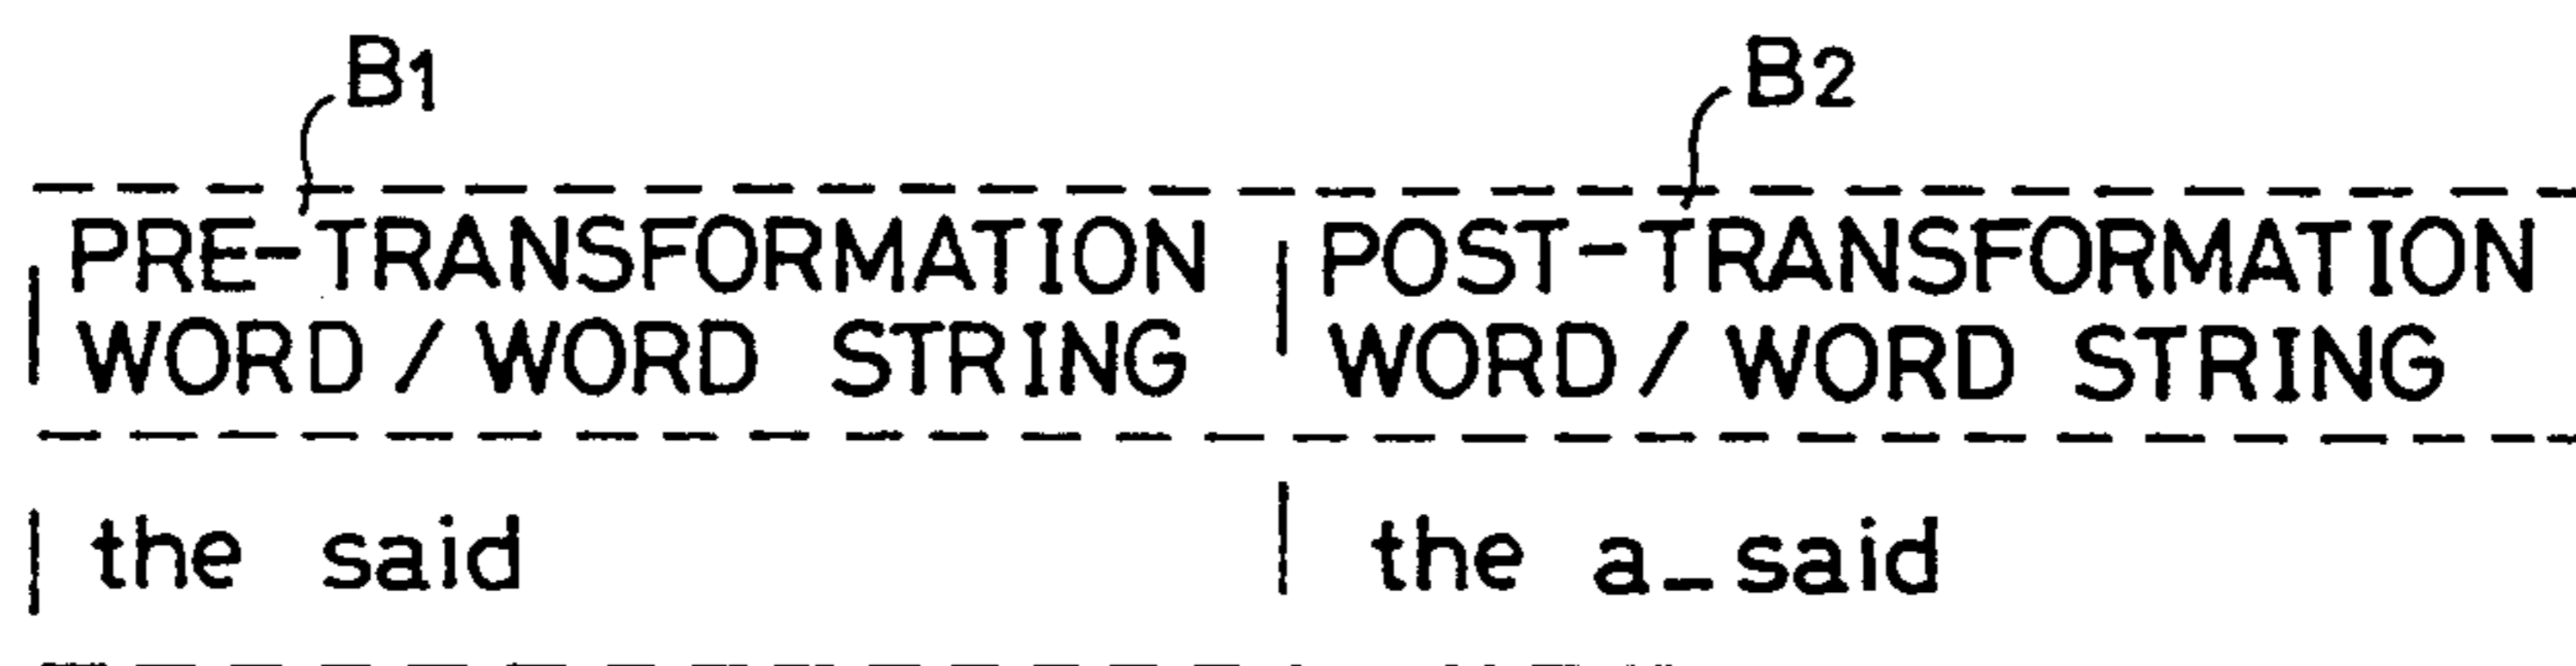 B1 B2
PRE-TRANSFORMATION POST-TRANSFORMATION
WORD/WORD STRING WORD/WORD STRING
the said the a_said